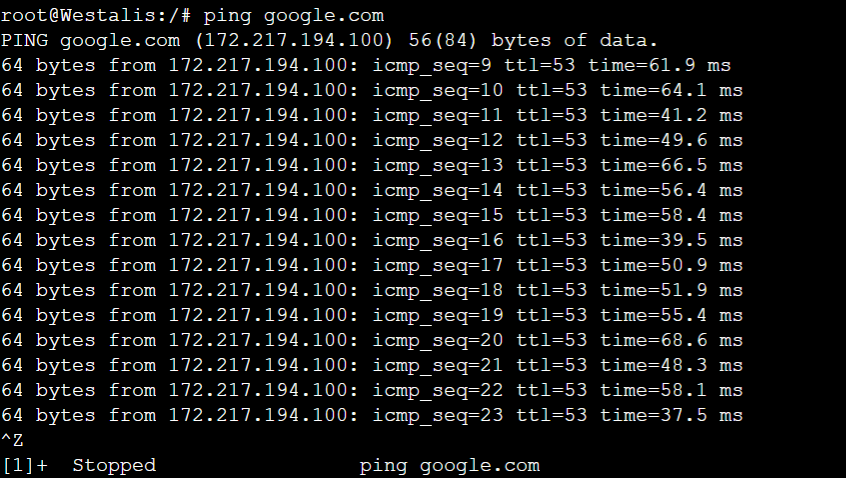 root@Westalis:/# ping google.com
PING google.com (172.217.194.100) 56(84) bytes of data.
64 bytes from 172.217.194.100: icmp_seq=9 ttl=53 time=61.9 ms
64 bytes from 172.217.194.100: icmp_seq=10 ttl=53 time=64.1 ms
64 bytes from 172.217.194.100: icmp_seq=11 ttl=53 time=41.2 ms
64 bytes from 172.217.194.100: icmp_seq=12 ttl=53 time=49.6 ms
64 bytes from 172.217.194.100: icmp_seq=13 ttl=53 time=66.5 ms
64 bytes from 172.217.194.100: icmp_seq=14 ttl=53 time=56.4 ms
64 bytes from 172.217.194.100: icmp_seq=15 ttl=53 time=58.4 ms
64 bytes from 172.217.194.100: icmp_seq=16 ttl=53 time=39.5 ms
64 bytes from 172.217.194.100: icmp_seq=17 ttl=53 time=50.9 ms
64 bytes from 172.217.194.100: icmp_seq=18 ttl=53 time=51.9 ms
64 bytes from 172.217.194.100: icmp_seq=19 ttl=53 time=55.4 ms
64 bytes from 172.217.194.100: icmp_seq=20 ttl=53 time=68.6 ms
64 bytes from 172.217.194.100: icmp_seq=21 ttl=53 time=48.3 ms
64 bytes from 172.217.194.100: icmp_seq=22 ttl=53 time=58.1 ms
64 bytes from 172.217.194.100: icmp_seq=23 ttl=53 time=37.5 ms
^Z
[1]+  Stopped                 ping google.com